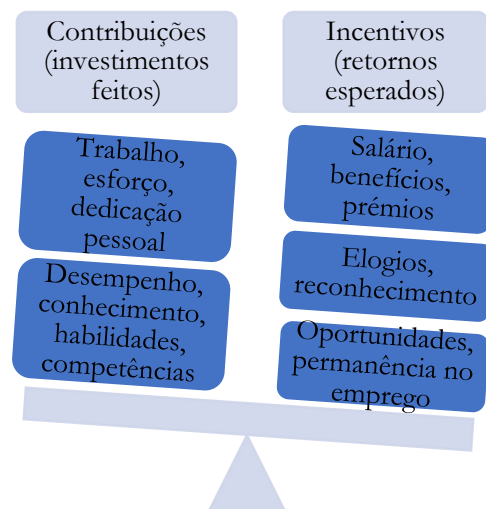 Contribuições
(investimentos
feitos)
Incentivos
(retornos
esperados)
Trabalho,
esforço,
dedicação
pessoal
Desempenho,
conhecimento,
habilidades,
competências
Salário,
benefícios,
prémios
Elogios,
reconhecimento
Oportunidades,
permanência no
emprego